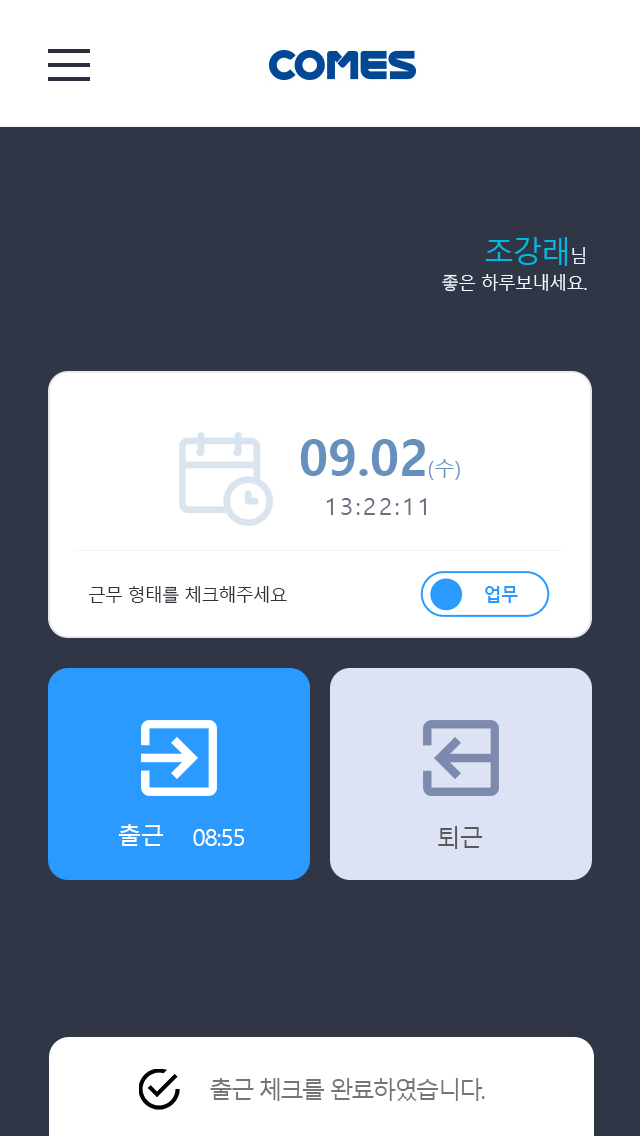 COMES
조강래님
좋은 하루보내세요.
09.02(수)
13:22:11
근무 형태를 체크해주세요
업무
출근 08:55
퇴근
출근 체크를 완료하였습니다.